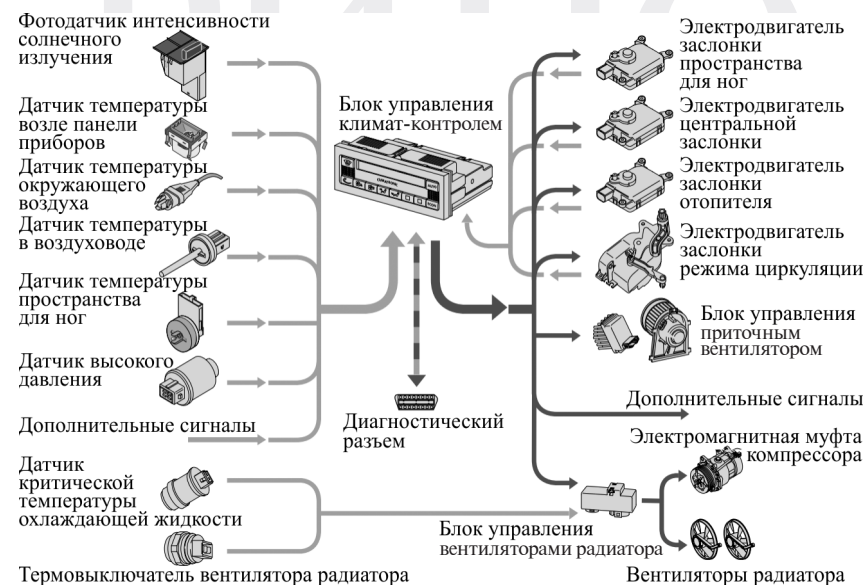 Фотодатчик интенсивности
солнечного
излучения
Датчик температуры
возле панели
приборов
Датчик температуры
окружающего
воздуха
Датчик температуры
в воздуховоде
Датчик температуры
пространства
для ног
Датчик высокого
давления
Дополнительные сигналы
Датчик
критической
температуры
охлаждающей жидкости
Термовыключатель вентилятора радиатора
Блок управления
климат-контролем
Диагностический
разъем
Блок управления
вентиляторами радиатора
Электродвигатель
заслонки
пространства
для ног
Электродвигатель
центральной
заслонки
Электродвигатель
заслонки
отопителя
Электродвигатель
заслонки
режима циркуляции
Блок управления
приточным
вентилятором
Дополнительные сигналы
Электромагнитная муфта
компрессора
Вентиляторы радиатора